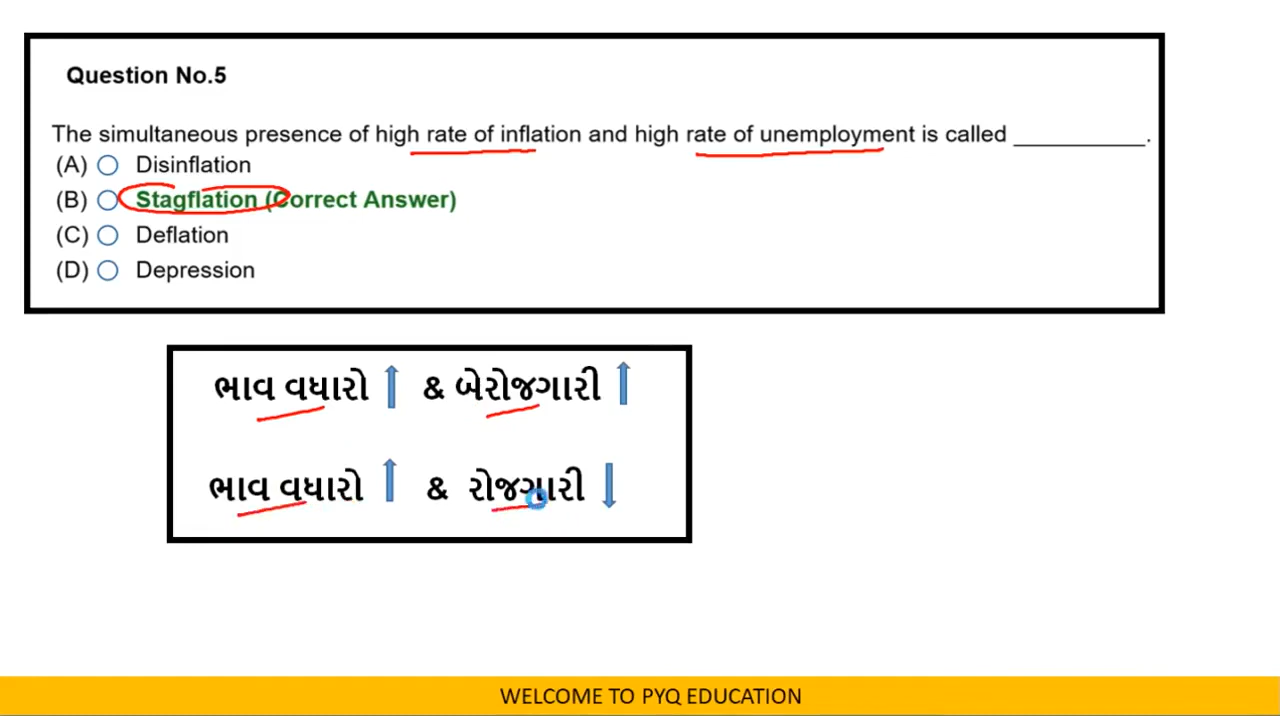 Question No.5
The simultaneous presence of high rate of inflation and high rate of unemployment is called __________.
(A) Disinflation
(B) Stagflation (Correct Answer)
(C) Deflation
(D) Depression
ભાવ વધારો & બેરોજગારી
ભાવ વધારો & રોજગારી
WELCOME TO PYQ EDUCATION